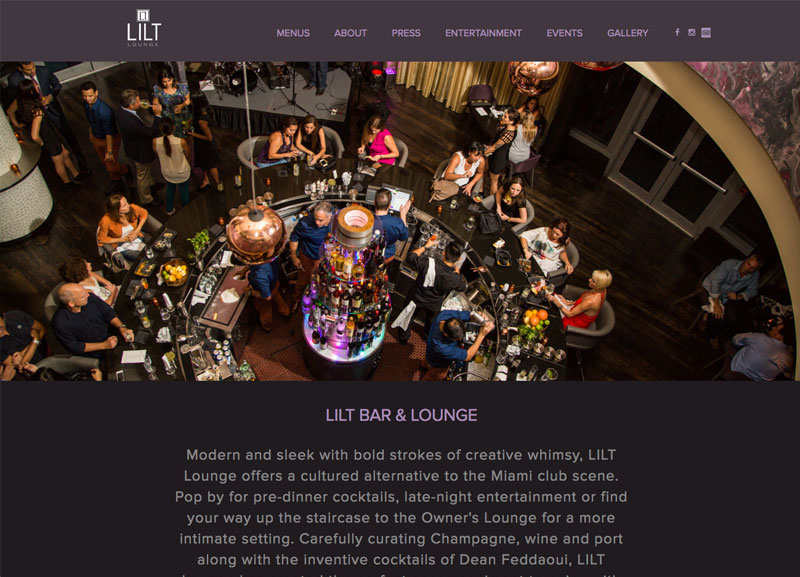 LILT
LOUNGE
MENUS ABOUT PRESS ENTERTAINMENT EVENTS GALLERY
LILT BAR & LOUNGE
Modern and sleek with bold strokes of creative whimsy, LILT
Lounge offers a cultured alternative to the Miami club scene.
Pop by for pre-dinner cocktails, late-night entertainment or find
your way up the staircase to the Owner's Lounge for a more
intimate setting. Carefully curating Champagne, wine and port
along with the inventive cocktails of Dean Feddaoui, LILT